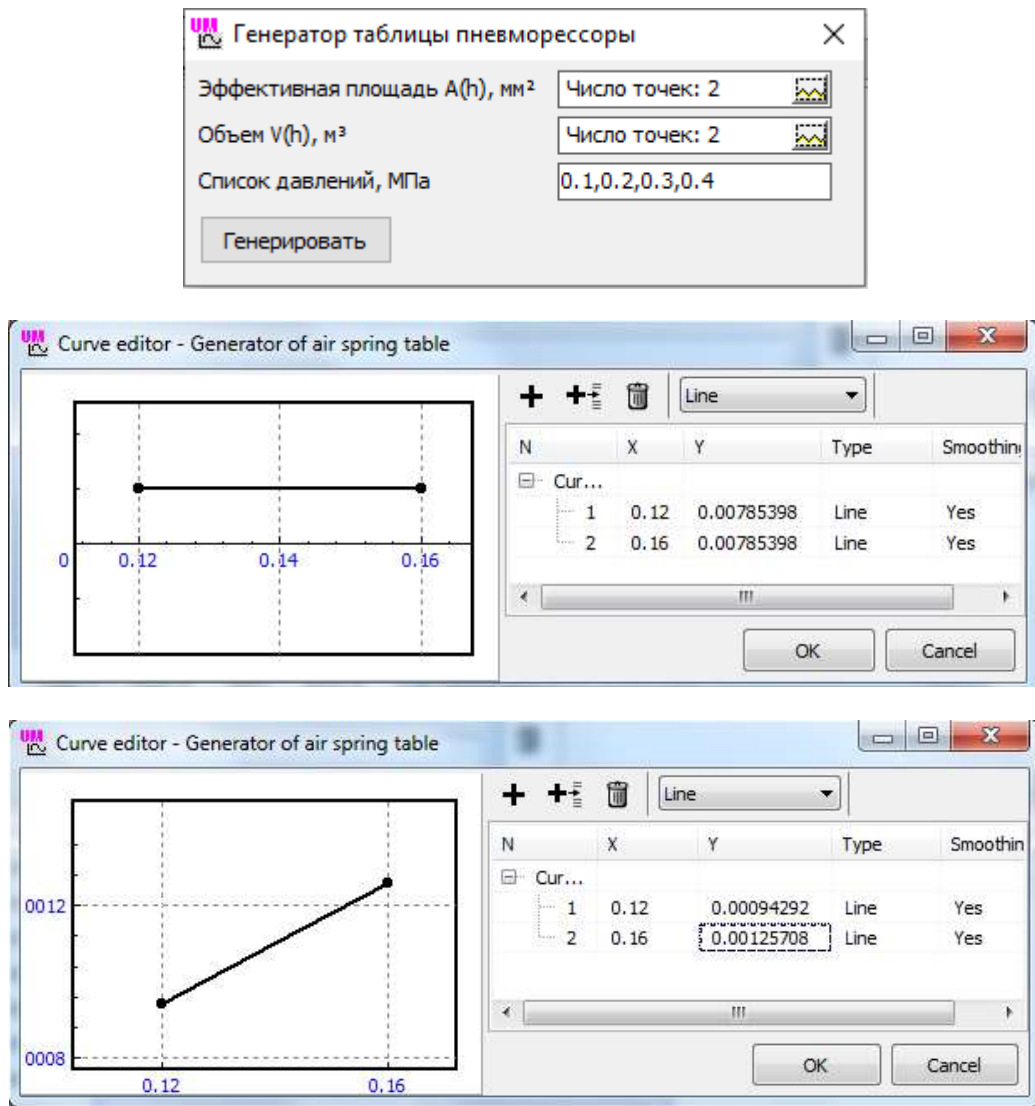 UM Генератор таблицы пневморессоры
Эффективная площадь A(h), мм² Число точек: 2
Объем V(h), м³ Число точек: 2
Список давлений, МПа 0.1,0.2,0.3,0.4
Генерировать
UM Curve editor - Generator of air spring table
Line
N X Y Type Smoothin
Cur...
1 0.12 0.00785398 Line Yes
2 0.16 0.00785398 Line Yes
0 0.12 0.14 0.16
OK Cancel
UM Curve editor - Generator of air spring table
Line
N X Y Type Smoothin
Cur...
1 0.12 0.00094292 Line Yes
2 0.16 0.00125708 Line Yes
0012
0008
0.12 0.16
OK Cancel